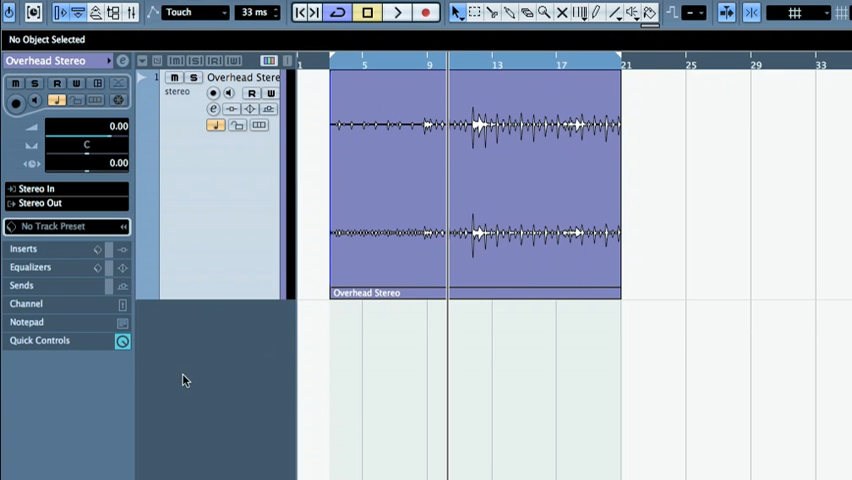 Touch 33 ms
No Object Selected
Overhead Stereo
1 5 9 13 17 21 25 29 33
M S R W
0.00
C
0.00
Stereo In
Stereo Out
No Track Preset
Inserts
Equalizers
Sends
Channel
Notepad
Quick Controls
1 M S Overhead Stere
stereo R W
e
Overhead Stereo